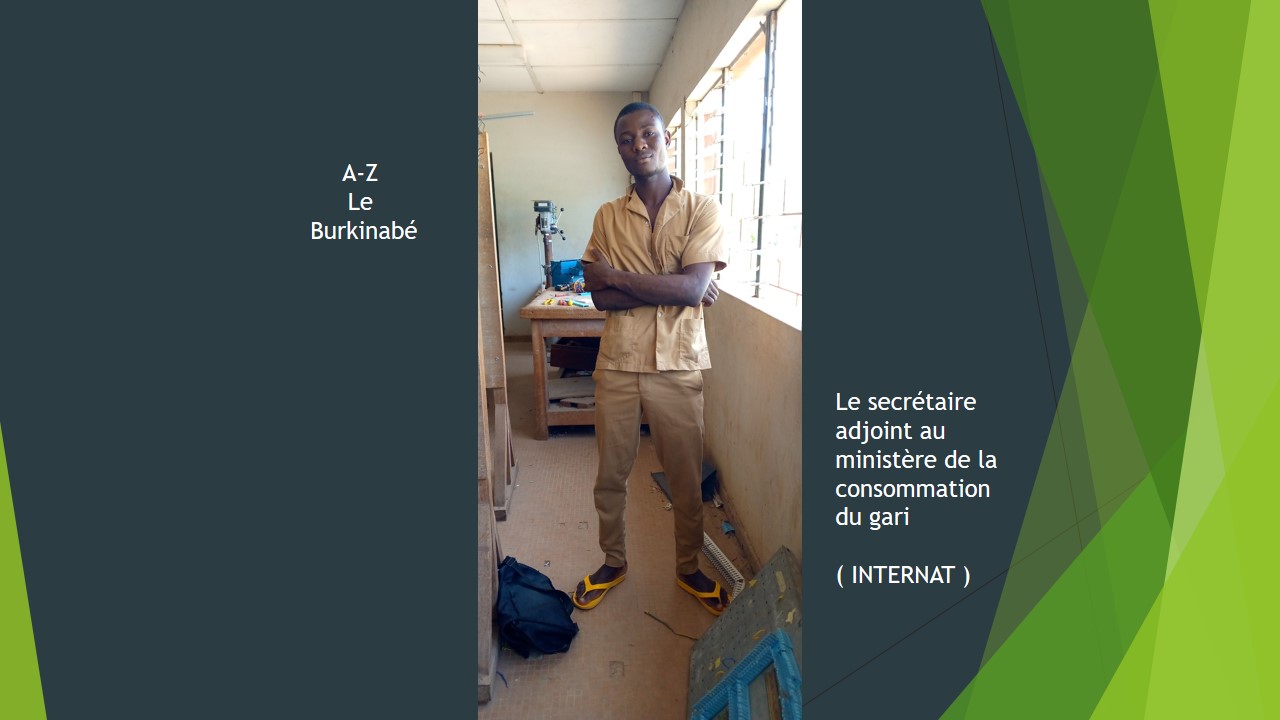 A-Z
Le
Burkinabé
Le secrétaire
adjoint au
ministère de la
consommation
du gari
( INTERNAT )